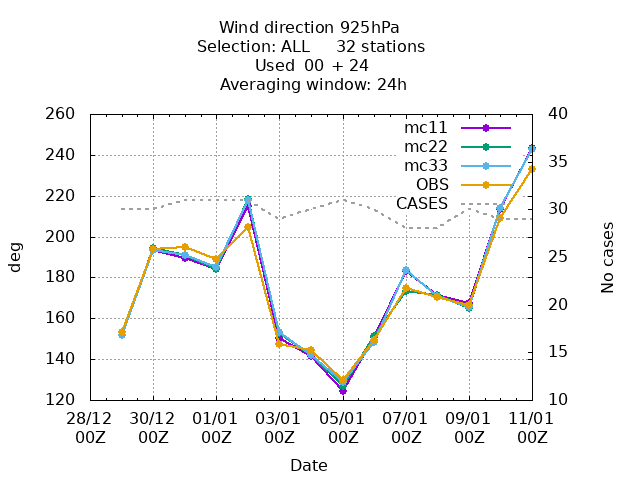 Wind direction 925hPa
Selection: ALL 32 stations
Used 00 + 24
Averaging window: 24h
260 40
240 35
220 30
200 25
180 20
160
140 15
120 10
deg
No cases
mc11
mc22
mc33
OBS
CASES
28/12 30/12 01/01 03/01 05/01 07/01 09/01 11/01
00Z 00Z 00Z 00Z 00Z 00Z 00Z 00Z
Date